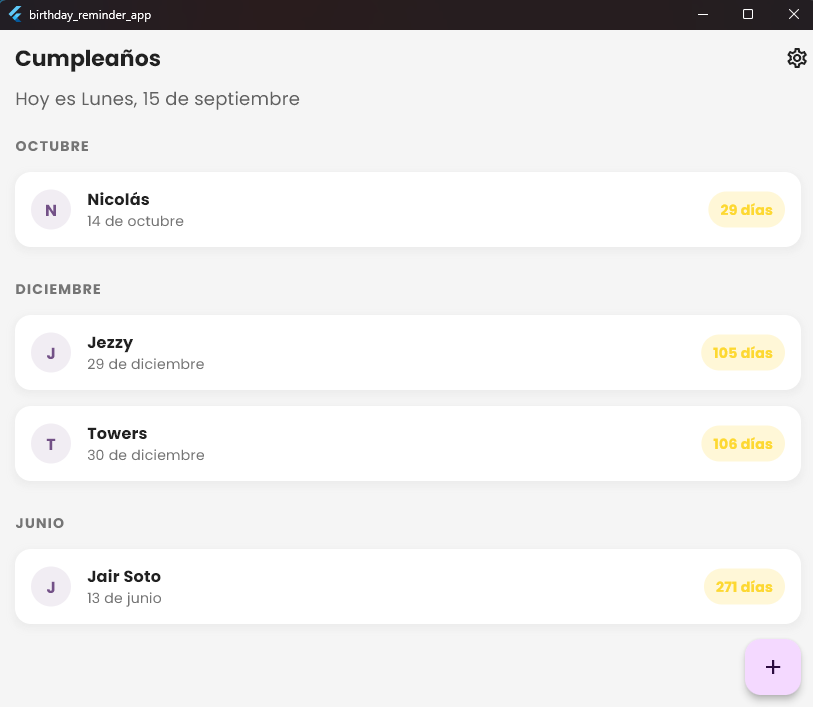 birthday_reminder_app
Cumpleaños
Hoy es Lunes, 15 de septiembre
OCTUBRE
N
Nicolás
14 de octubre
29 días
DICIEMBRE
J
Jezzy
29 de diciembre
105 días
T
Towers
30 de diciembre
106 días
JUNIO
J
Jair Soto
13 de junio
271 días
+